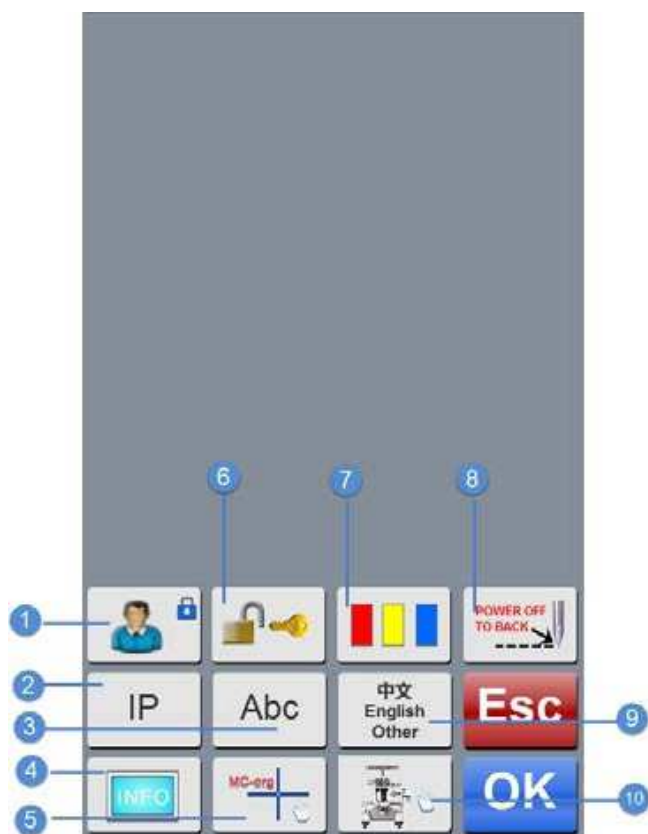 6
7
8
1
POWER OFF
TO BACK
2
IP
3
Abc
中文
English
Other
Esc
9
4
INFO
5
MC-org
OK
10